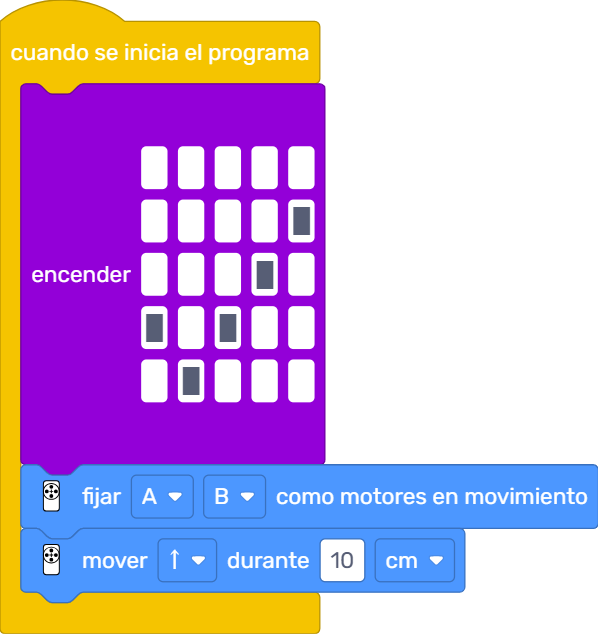 cuando se inicia el programa
encender
fijar A B como motores en movimiento
mover ↑ durante 10 cm